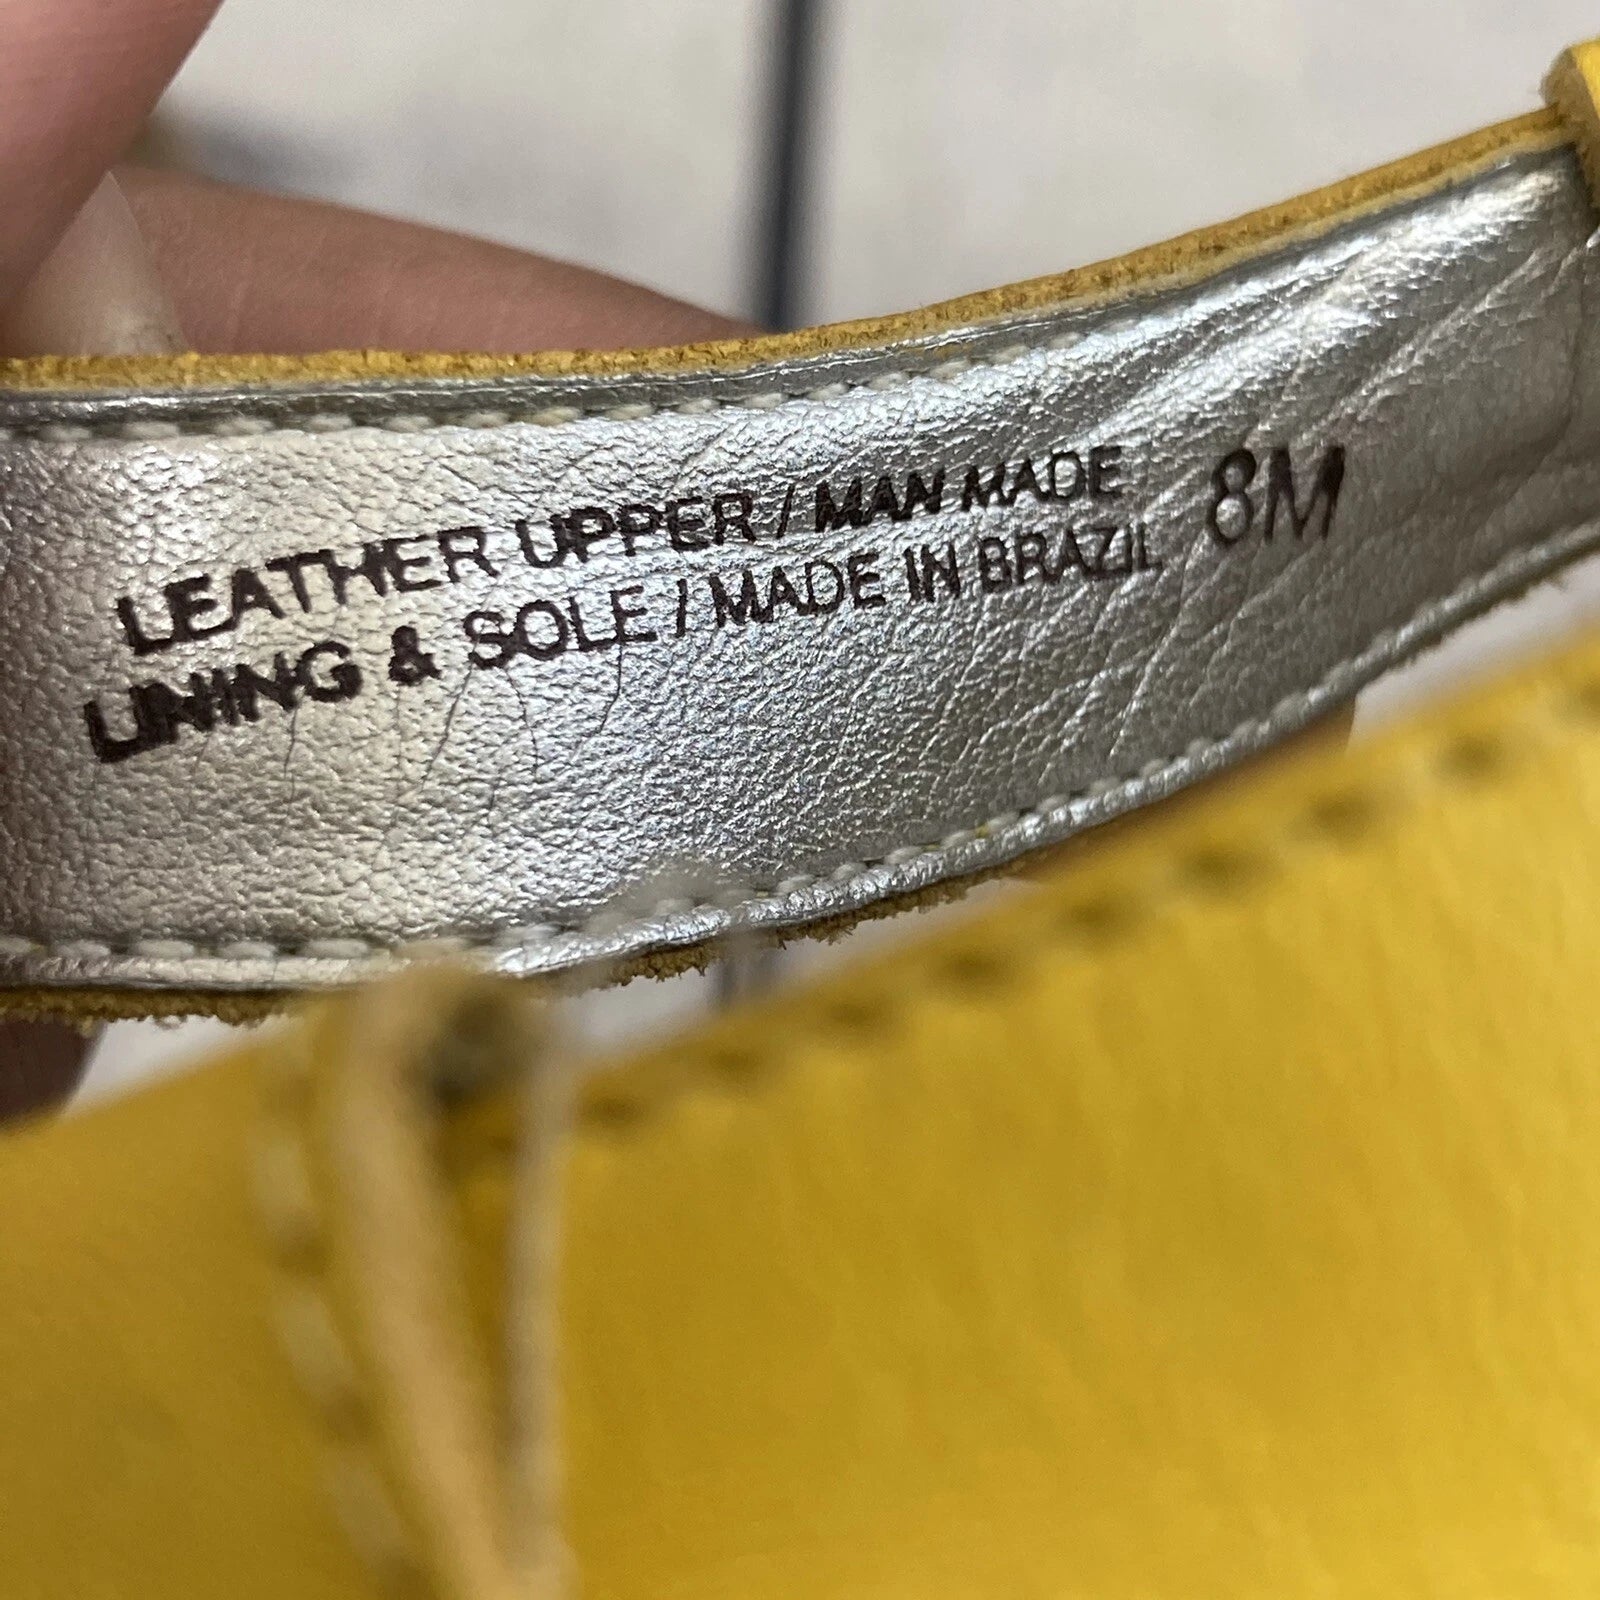 LEATHER UPPER / MAN MADE
LINING & SOLE / MADE IN BRAZIL 8M